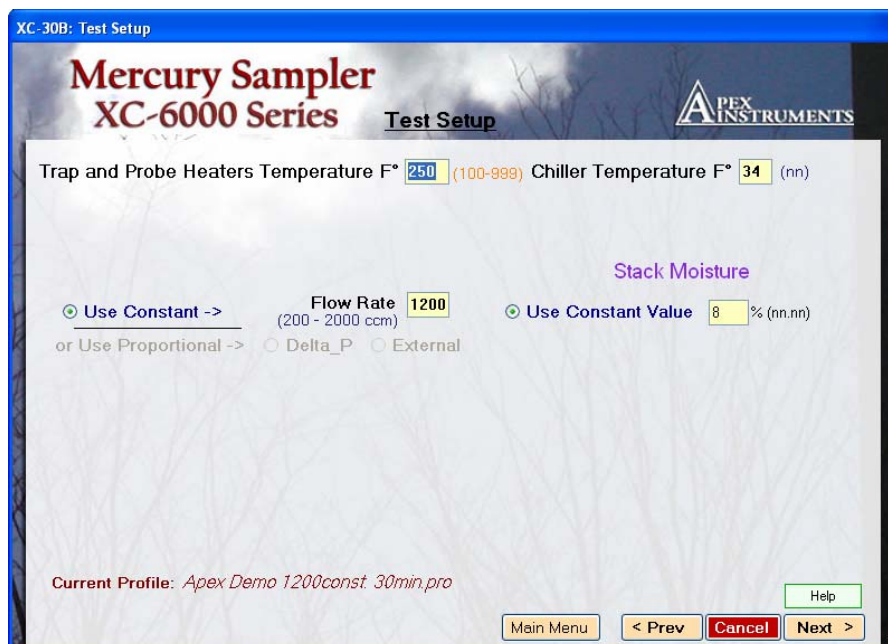 XC-30B: Test Setup
Mercury Sampler
XC-6000 Series
Test Setup
APEX
INSTRUMENTS
Trap and Probe Heaters Temperature F° 250 (100-999) Chiller Temperature F° 34 (nn)
Stack Moisture
Use Constant -> Flow Rate 1200 Use Constant Value 8 % (nn.nn)
(200 - 2000 ccm)
or Use Proportional -> Delta_P External
Current Profile: Apex Demo 1200const 30min.pro
Help
Main Menu < Prev Cancel Next >